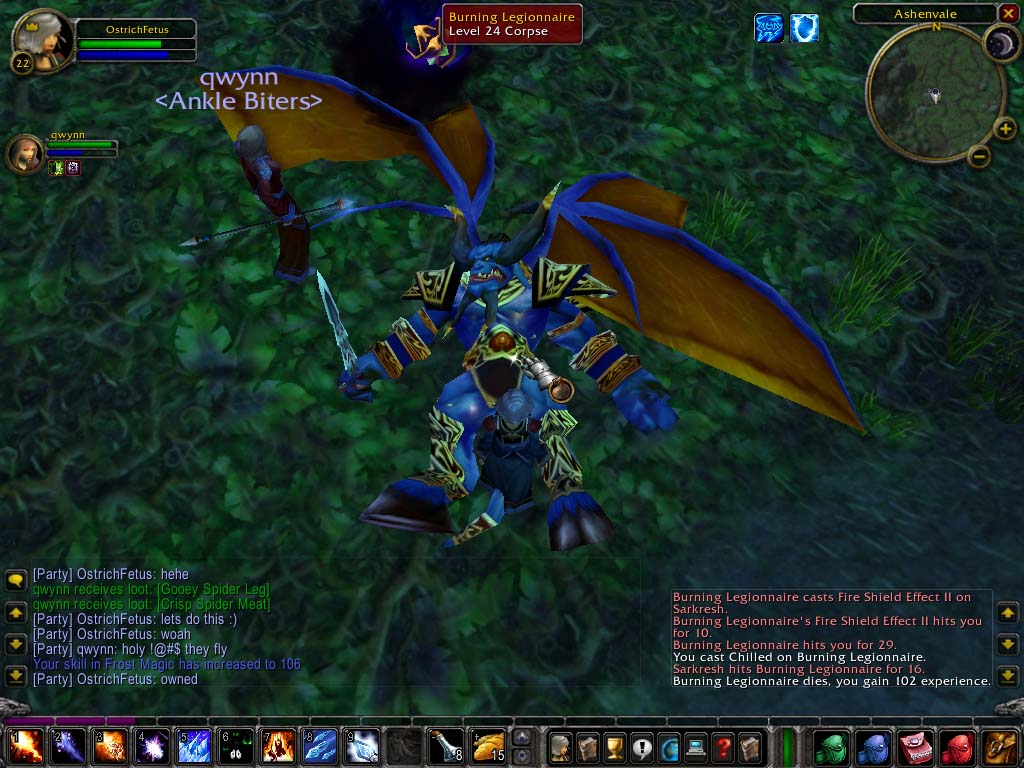 OstrichFetus
22
Burning Legionnaire
Level 24 Corpse
Ashenvale
N
qwynn
<Ankle Biters>
qwynn
[Party] OstrichFetus: hehe
qwynn receives loot: [Gooey Spider Leg]
qwynn receives loot: [Crisp Spider Meat]
[Party] OstrichFetus: lets do this :)
[Party] OstrichFetus: woah
[Party] qwynn: holy !@#$ they fly
Your skill in Frost Magic has increased to 106
[Party] OstrichFetus: owned
Burning Legionnaire casts Fire Shield Effect II on
Sarkresh.
Burning Legionnaire's Fire Shield Effect II hits you
for 10.
Burning Legionnaire hits you for 29.
You cast Chilled on Burning Legionnaire.
Sarkresh hits Burning Legionnaire for 16.
Burning Legionnaire dies, you gain 102 experience.
1 2 3 4 5 6 7 8 9
8 15